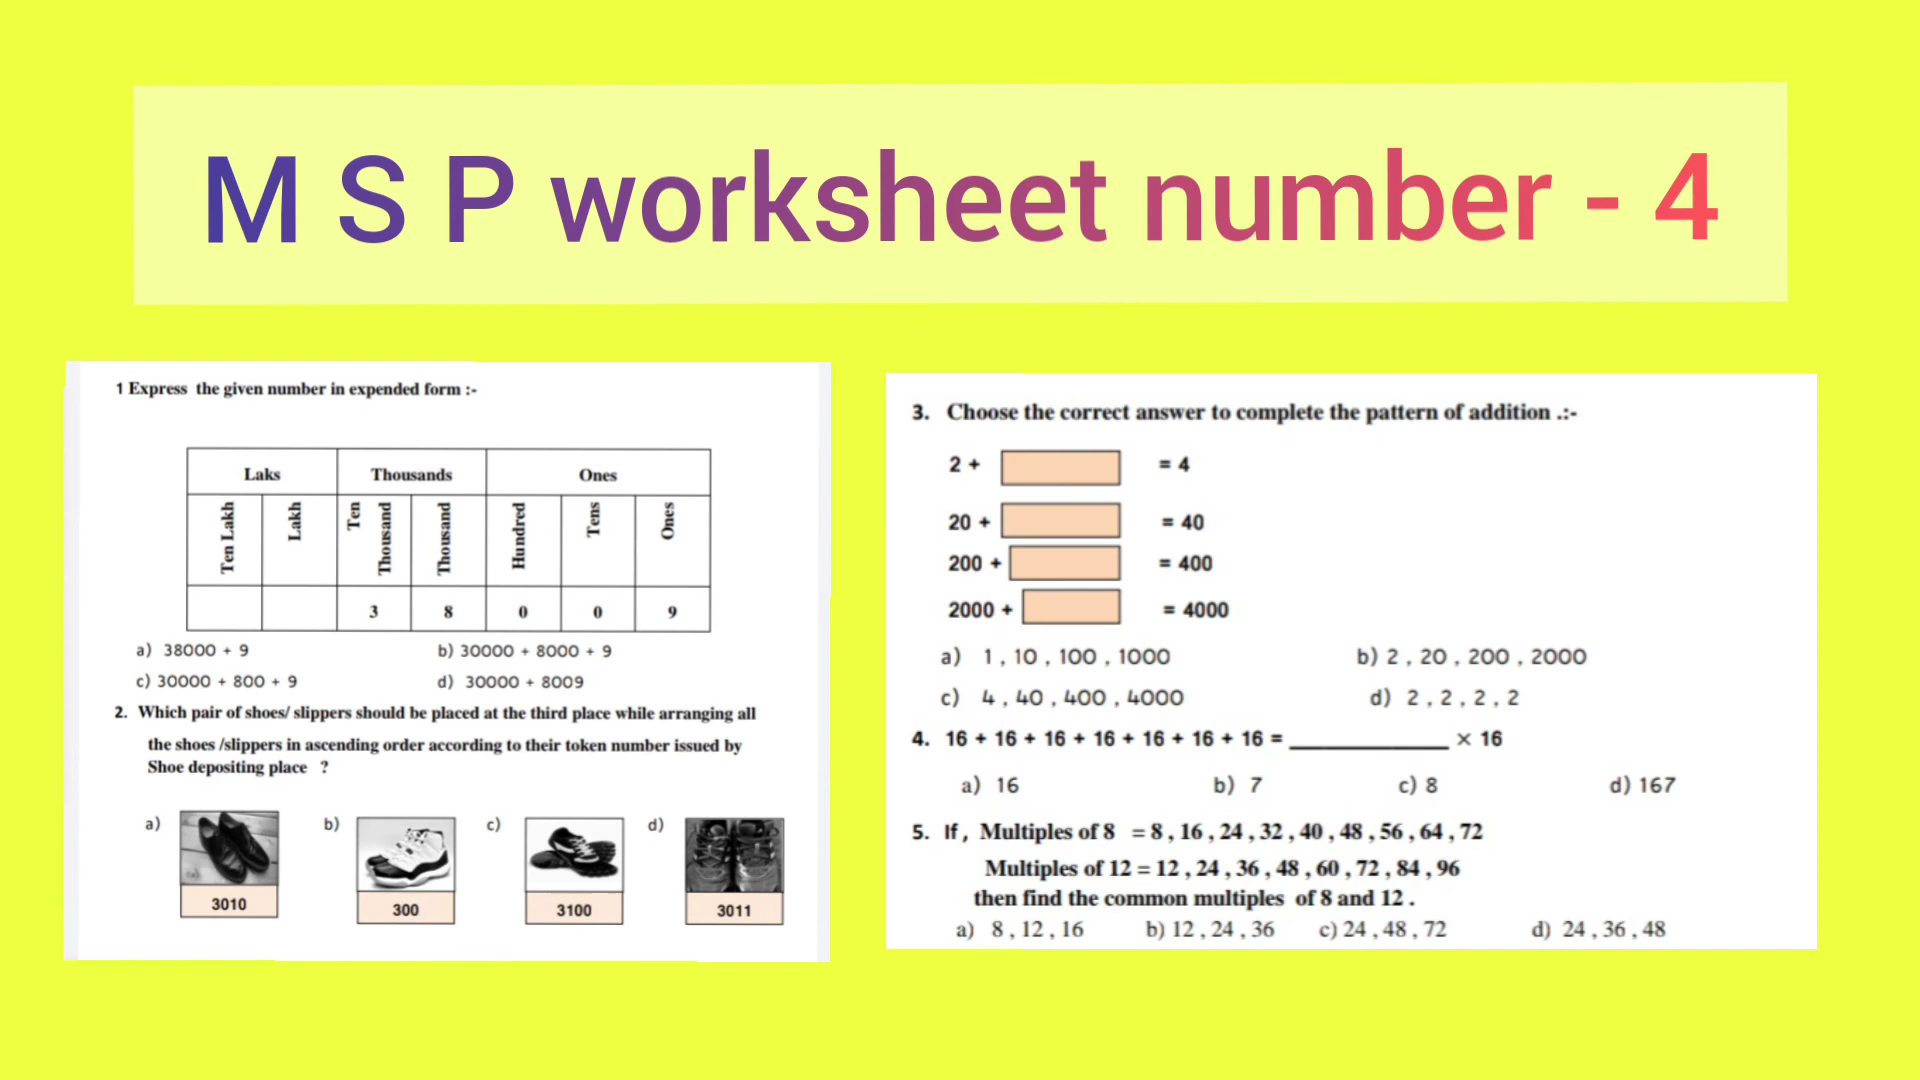 M S P worksheet number - 4
1 Express the given number in expended form :-
Laks Thousands Ones
Ten Lakh Lakh Ten Thousand Thousand Hundred Tens Ones
3 8 0 0 9
a) 38000 + 9 b) 30000 + 8000 + 9
c) 30000 + 800 + 9 d) 30000 + 8009
2. Which pair of shoes/ slippers should be placed at the third place while arranging all
the shoes /slippers in ascending order according to their token number issued by
Shoe depositing place ?
a) b) c) d)
3010 300 3100 3011
3. Choose the correct answer to complete the pattern of addition .:-
2 + = 4
20 + = 40
200 + = 400
2000 + = 4000
a) 1 , 10 , 100 , 1000 b) 2 , 20 , 200 , 2000
c) 4 , 40 , 400 , 4000 d) 2 , 2 , 2 , 2
4. 16 + 16 + 16 + 16 + 16 + 16 + 16 = ____________ × 16
a) 16 b) 7 c) 8 d) 167
5. If , Multiples of 8 = 8 , 16 , 24 , 32 , 40 , 48 , 56 , 64 , 72
Multiples of 12 = 12 , 24 , 36 , 48 , 60 , 72 , 84 , 96
then find the common multiples of 8 and 12 .
a) 8 , 12 , 16 b) 12 , 24 , 36 c) 24 , 48 , 72 d) 24 , 36 , 48